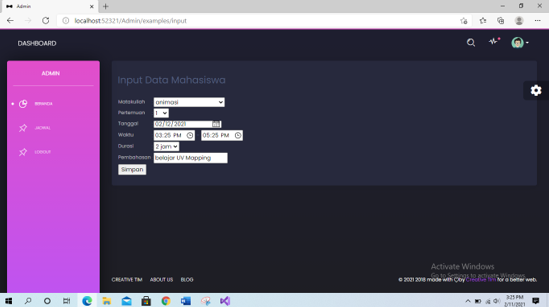 Admin
localhost:52321/Admin/examples/input
DASHBOARD
ADMIN
BERANDA
JADWAL
LOGOUT
Input Data Mahasiswa
Matakuliah animasi
Pertemuan 1
Tanggal 02/12/2021
Waktu 03:25 PM 05:25 PM
Durasi 2 jam
Pembahasan belajar UV Mapping
Simpan
Activate Windows
Go to Settings to activate Windows.
CREATIVE TIM ABOUT US BLOG
© 2021 2018 made with by Creative Tim for a better web.
3:25 PM
2/11/2021